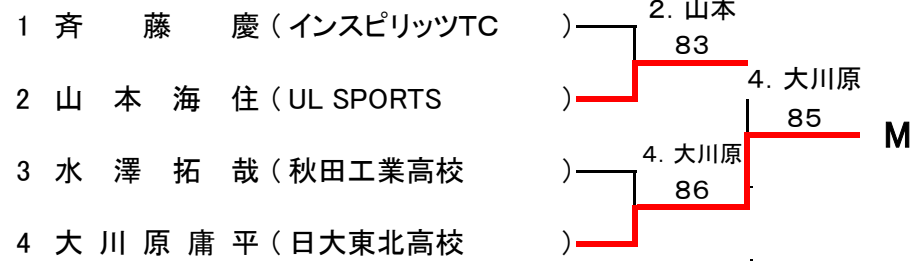 2. 山本
1 斉 藤 慶 ( インスピリッツTC )
83
2 山 本 海 住 ( UL SPORTS )
4. 大川原
85
M
3 水 澤 拓 哉 ( 秋田工業高校 )
4. 大川原
86
4 大 川 原 庸 平 ( 日大東北高校 )